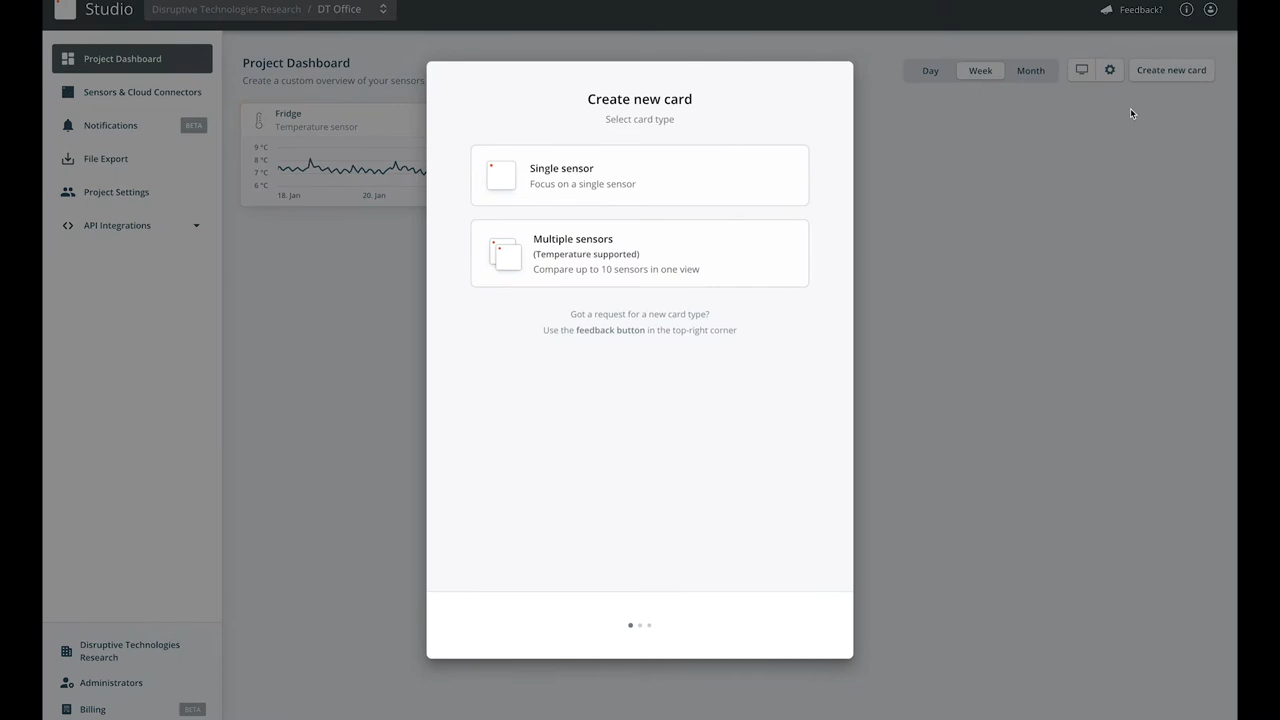 Studio
Disruptive Technologies Research / DT Office
Feedback?
Project Dashboard
Sensors & Cloud Connectors
Notifications
BETA
File Export
Project Settings
API Integrations
Disruptive Technologies
Research
Administrators
Billing
BETA
Project Dashboard
Create a custom overview of your sensors
Day
Week
Month
Create new card
Fridge
Temperature sensor
9 °C
8 °C
7 °C
6 °C
18. Jan
20. Jan
Create new card
Select card type
Single sensor
Focus on a single sensor
Multiple sensors
(Temperature supported)
Compare up to 10 sensors in one view
Got a request for a new card type?
Use the feedback button in the top-right corner